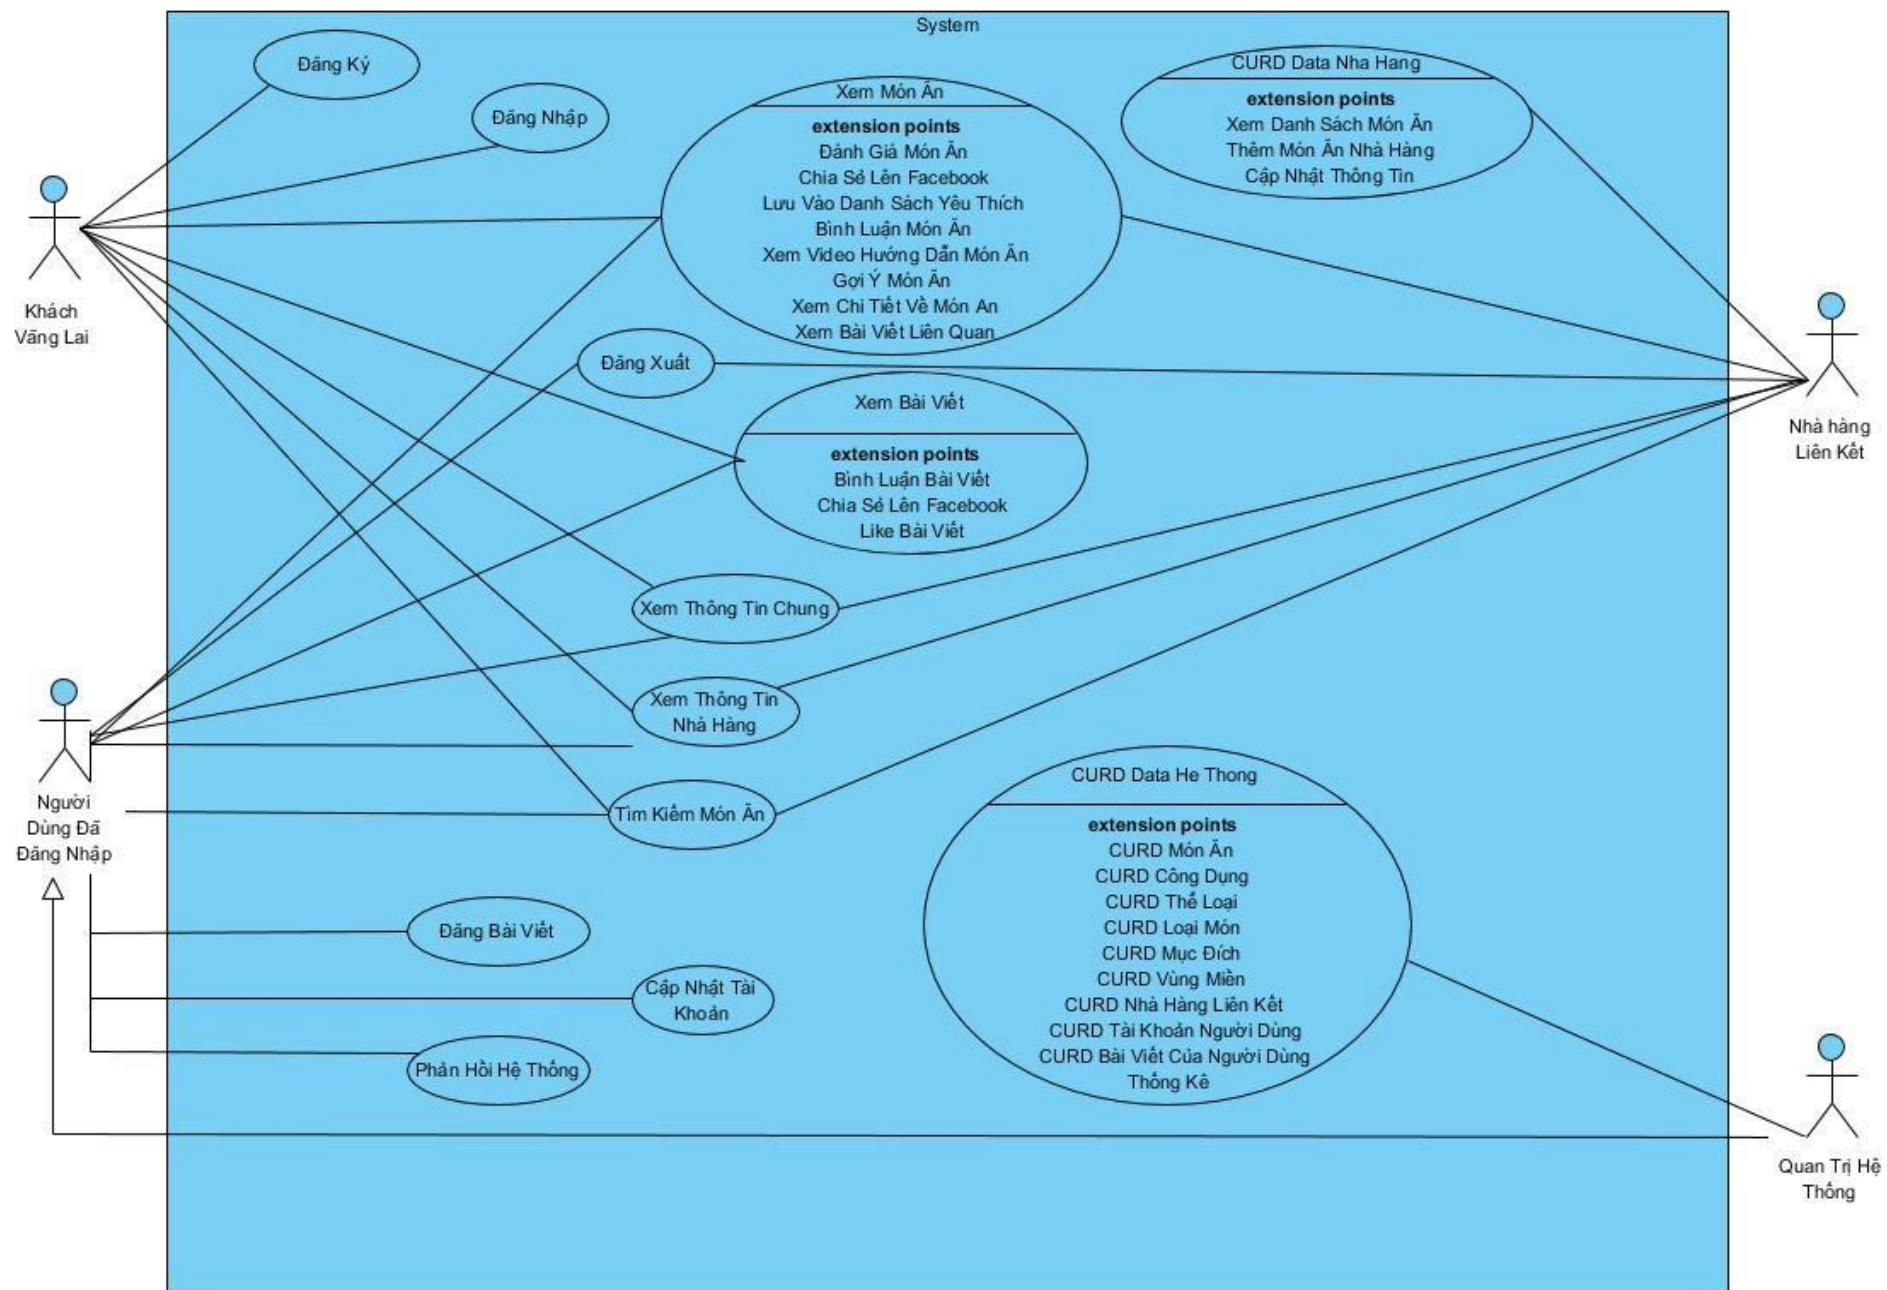 System
Đăng Ký
Đăng Nhập
Xem Món Ăn
extension points
Đánh Giá Món Ăn
Chia Sẻ Lên Facebook
Lưu Vào Danh Sách Yêu Thích
Bình Luận Món Ăn
Xem Video Hướng Dẫn Món Ăn
Gợi Ý Món Ăn
Xem Chi Tiết Về Món An
Xem Bài Viết Liên Quan
CURD Data Nha Hang
extension points
Xem Danh Sách Món Ăn
Thêm Món Ăn Nhà Hàng
Cập Nhật Thông Tin
Khách
Vãng Lai
Nhà hàng
Liên Kết
Đăng Xuất
Xem Bài Viết
extension points
Bình Luận Bài Viết
Chia Sẻ Lên Facebook
Like Bài Viết
Xem Thông Tin Chung
Xem Thông Tin
Nhà Hàng
Tìm Kiếm Món Ăn
Người
Dùng Đã
Đăng Nhập
CURD Data He Thong
extension points
CURD Món Ăn
CURD Công Dụng
CURD Thể Loại
CURD Loại Món
CURD Mục Đích
CURD Vùng Miền
CURD Nhà Hàng Liên Kết
CURD Tài Khoản Người Dùng
CURD Bài Viết Của Người Dùng
Thống Kê
Đăng Bài Viết
Cập Nhật Tài
Khoản
Phản Hồi Hệ Thống
Quan Trị Hệ
Thống